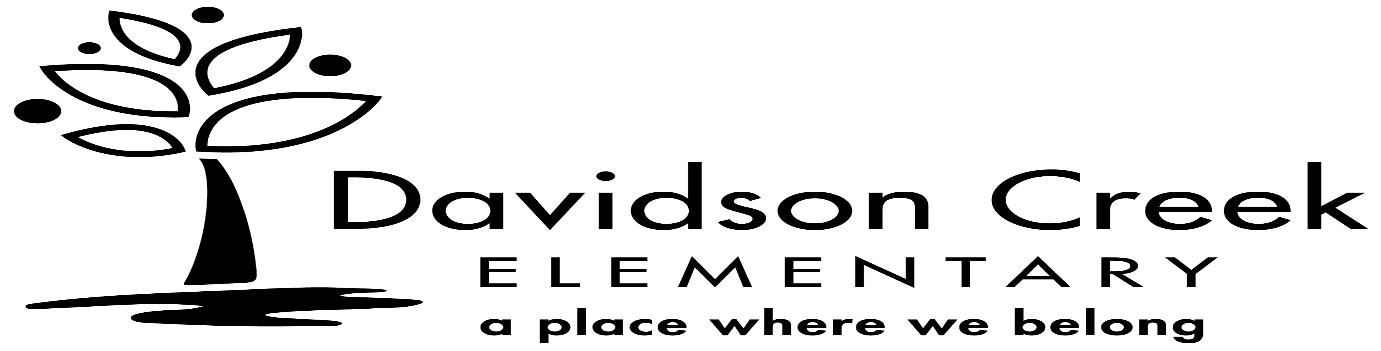 Davidson Creek
ELEMENTARY
a place where we belong